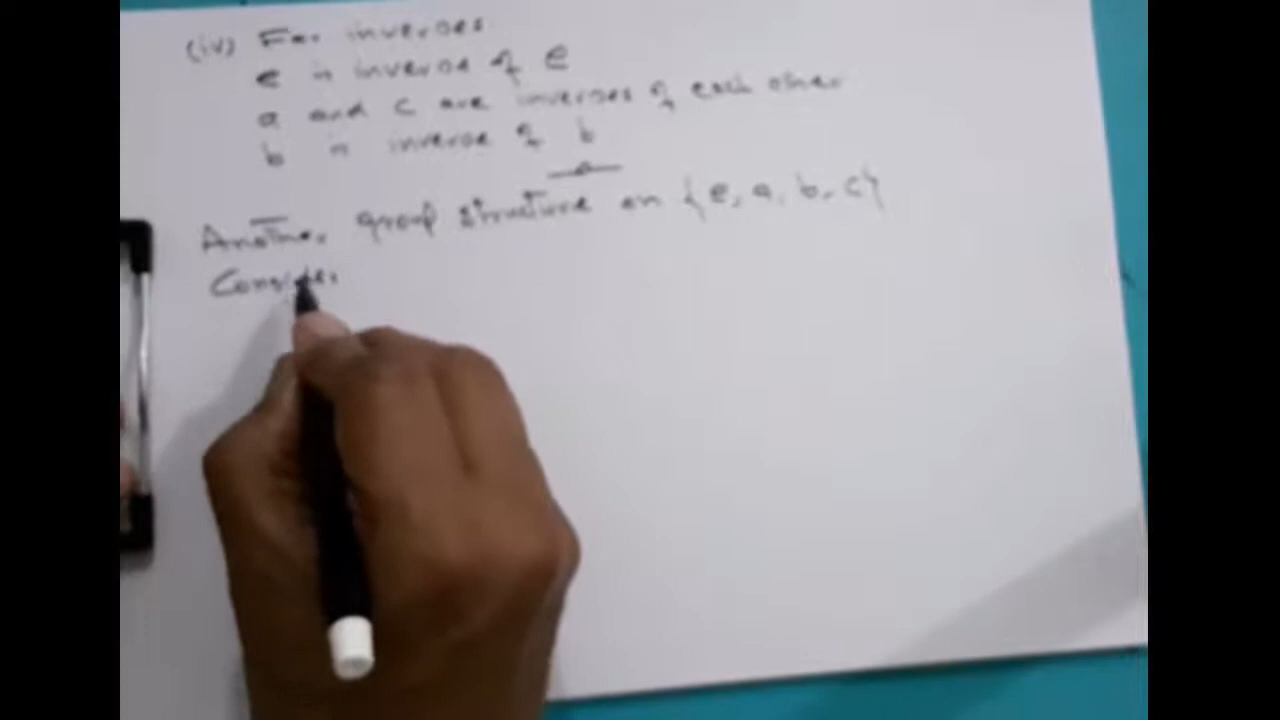 (iv) For inverses
e is inverse of e
a and c are inverses of each other
b is inverse of b
Another group structure on {e, a, b, c}
Consider